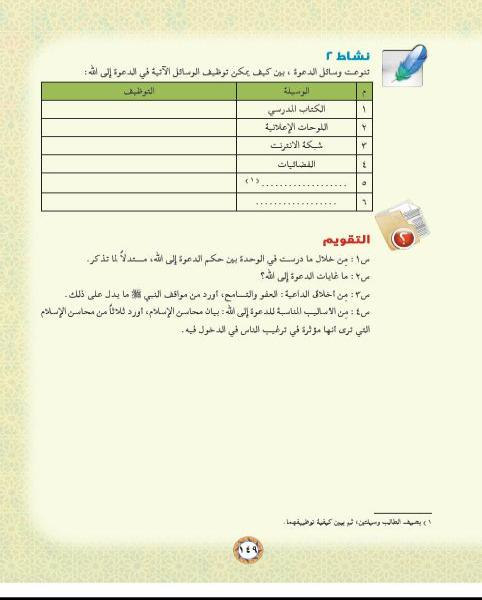 نشاط ٢
تنوعت وسائل الدعوة ، بين كيف يمكن توظيف الوسائل الآتية في الدعوة إلى الله:
م الوسيلة التوظيف
١ الكتاب المدرسي
٢ اللوحات الإعلانية
٣ شبكة الانترنت
٤ الفضائيات
٥ ...................(١)
٦ ..................
التقويم
س١: مِن خلال ما درست في الوحدة بين حكم الدعوة إلى الله، مستدلاً لما تذكر.
س٢: ما غايات الدعوة إلى الله؟
س٣: مِن أخلاق الداعية: العفو والتسامح، أورد من مواقف النبي ﷺ ما يدل على ذلك.
س٤: مِن الأساليب المناسبة للدعوة إلى الله: بيان محاسن الإسلام، أورد ثلاثاً من محاسن الإسلام
التي ترى أنها مؤثرة في ترغيب الناس في الدخول فيه.
١) يضيف الطالب وسيلتين، ثم يبين كيفية توظيفهما.
١٤٩